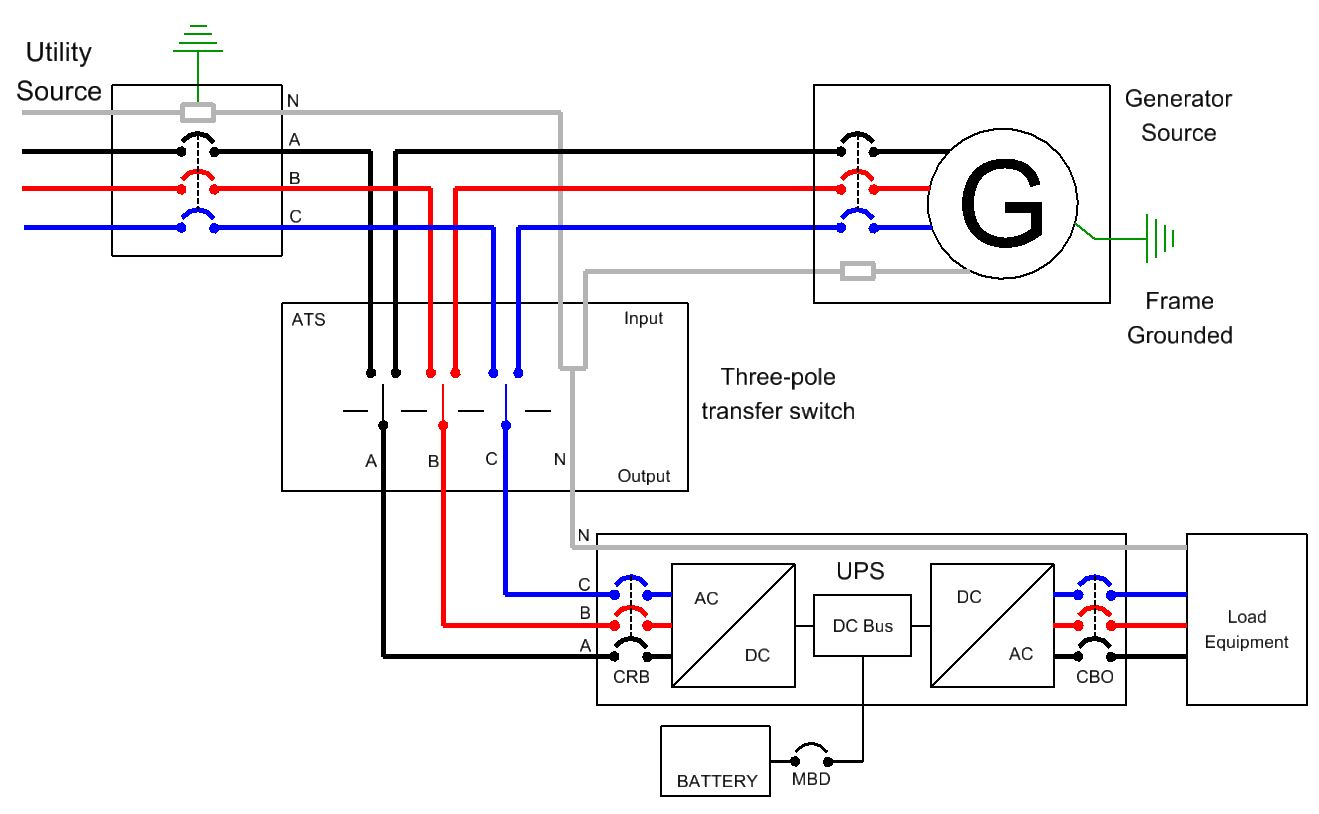 Utility
Source
N
A
B
C
Generator
Source
G
Frame
Grounded
ATS
Input
Three-pole
transfer switch
A
B
C
N
Output
N
UPS
C
B
A
AC
DC
DC Bus
DC
AC
CRB
CBO
Load
Equipment
BATTERY
MBD